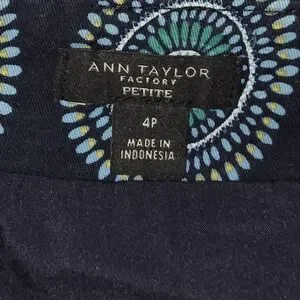 ANN TAYLOR
FACTORY
PETITE
4P
MADE IN
INDONESIA